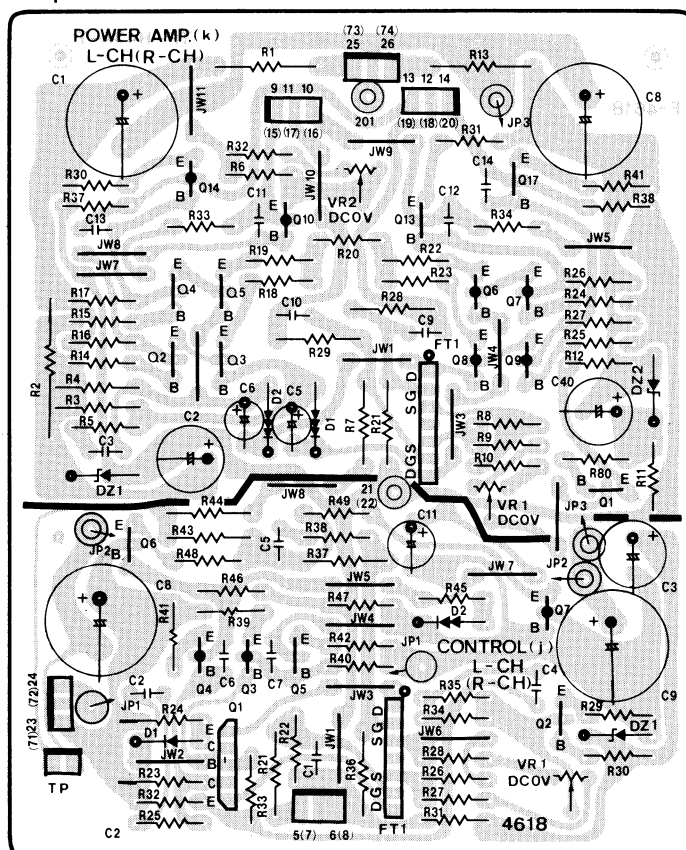 POWER AMP.(k)
L-CH(R-CH)
R1
(73) (74)
25 26
R13
C1
JW11
9 11 10
(15) (17) (16)
201
13 12 14
(19) (18) (20)
JP3
C8
F-4618
R32
R6
JW9
R31
E
Q14
B
R30
R37
C13
R33
C11
E
Q10
B
JW10
VR2
DC0V
E
Q13
B
C12
C14
E
Q17
B
R34
R41
R38
JW8
JW7
R19
R18
R20
R22
R23
JW5
E
Q4
B
E
Q5
B
E
Q6
B
E
Q7
B
R26
R24
R27
R25
R12
R17
R15
R16
R14
R4
R3
R5
R2
C10
R29
R28
C9
FT1
E
Q2
B
E
Q3
B
JW1
E
Q8
B
JW4
E
Q9
B
C40
DZ2
C6
D2
C5
D1
R7
R21
S G D
D G S
JW3
R8
R9
R10
C3
C2
DZ1
VR1
DC0V
R80
E
Q1
B
R11
JW8
21
(22)
R44
R43
R48
R49
R38
R37
C5
C11
JP3
JP2
E
Q6
B
JP2
C8
R46
R39
R41
JW5
R47
JW4
R42
R40
JW3
R45
D2
JW7
E
Q7
B
C3
C9
JP1
CONTROL(j)
L-CH
(R-CH)
E
Q4
B
C6
E
Q3
B
C7
E
Q5
B
(72)24
(71)23
JP1
TP
C2
R24
D1
JW2
R23
R32
R25
C2
Q1
E
C
B
C
E
R33
R21
R22
C1
JW1
R36
S G D
D G S
FT1
5(7) 6(8)
R35
R34
JW6
R28
R26
R27
R31
C4
E
Q2
B
R29
DZ1
R30
VR1
DC0V
4618